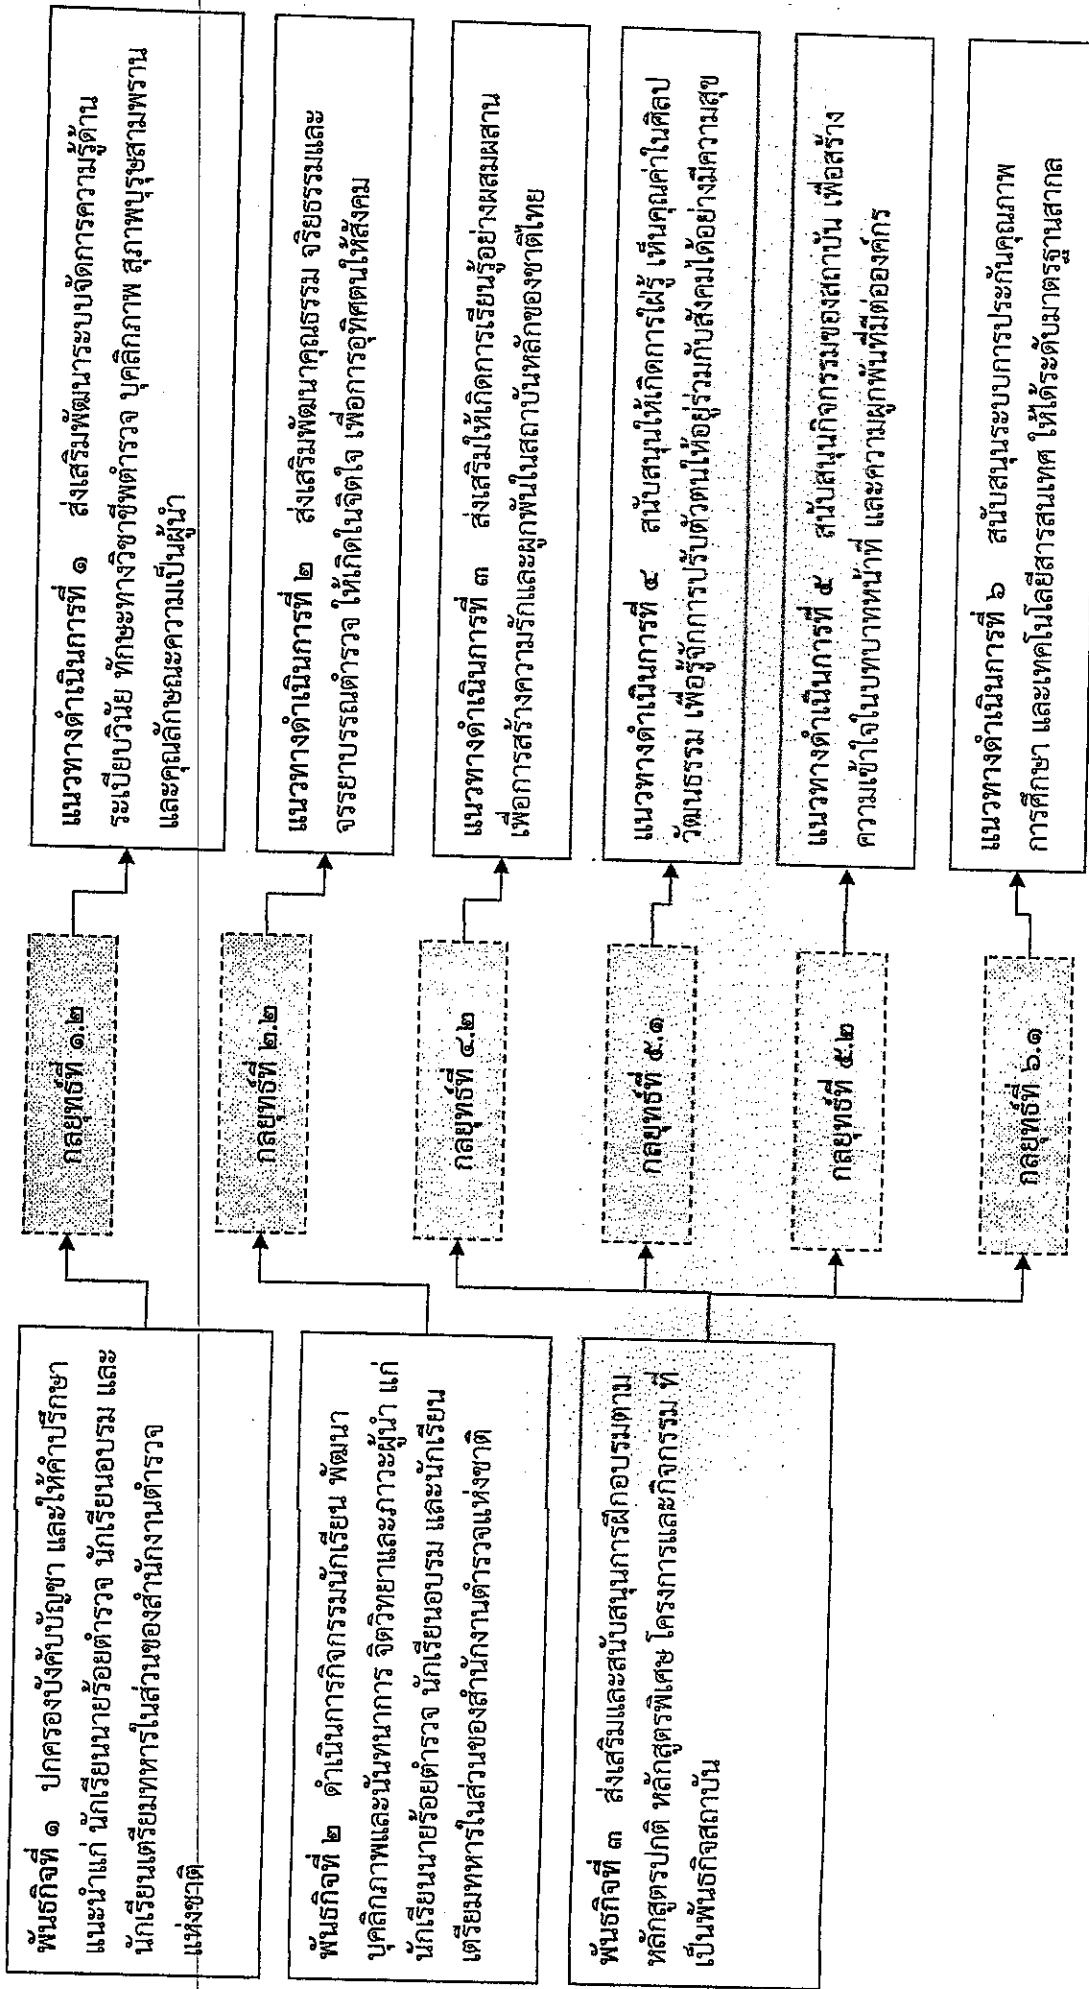 พันธกิจที่ ๑ ปกครองบังคับบัญชา และให้คำปรึกษา
แนะนำแก่ นักเรียนนายร้อยตำรวจ นักเรียนอบรม และ
นักเรียนเตรียมทหารในส่วนของสำนักงานตำรวจ
แห่งชาติ
พันธกิจที่ ๒ ดำเนินการกิจกรรมนักเรียน พัฒนา
บุคลิกภาพและนันทนาการ จิตวิทยาและภาวะผู้นำ แก่
นักเรียนนายร้อยตำรวจ นักเรียนอบรม และนักเรียน
เตรียมทหารในส่วนของสำนักงานตำรวจแห่งชาติ
พันธกิจที่ ๓ ส่งเสริมและสนับสนุนการฝึกอบรมตาม
หลักสูตรปกติ หลักสูตรพิเศษ โครงการและกิจกรรม ที่
เป็นพันธกิจสถาบัน
กลยุทธ์ที่ ๑.๒
กลยุทธ์ที่ ๒.๒
กลยุทธ์ที่ ๔.๒
กลยุทธ์ที่ ๕.๑
กลยุทธ์ที่ ๕.๒
กลยุทธ์ที่ ๖.๑
แนวทางดำเนินการที่ ๑ ส่งเสริมพัฒนาระบบจัดการความรู้ด้าน
ระเบียบวินัย ทักษะทางวิชาชีพตำรวจ บุคลิกภาพ สุภาพบุรุษสามพราน
และคุณลักษณะความเป็นผู้นำ
แนวทางดำเนินการที่ ๒ ส่งเสริมพัฒนาคุณธรรม จริยธรรมและ
จรรยาบรรณตำรวจ ให้เกิดในจิตใจ เพื่อการอุทิศตนให้สังคม
แนวทางดำเนินการที่ ๓ ส่งเสริมให้เกิดการเรียนรู้อย่างผสมผสาน
เพื่อการสร้างความรักและผูกพันในสถาบันหลักของชาติไทย
แนวทางดำเนินการที่ ๔ สนับสนุนให้เกิดการใฝ่รู้ เห็นคุณค่าในศิลป
วัฒนธรรม เพื่อรู้จักการปรับตัวตนให้อยู่ร่วมกับสังคมได้อย่างมีความสุข
แนวทางดำเนินการที่ ๕ สนับสนุนกิจกรรมของสถาบัน เพื่อสร้าง
ความเข้าใจในบทบาทหน้าที่ และความผูกพันที่มีต่อองค์กร
แนวทางดำเนินการที่ ๖ สนับสนุนระบบการประกันคุณภาพ
การศึกษา และเทคโนโลยีสารสนเทศ ให้ได้ระดับมาตรฐานสากล